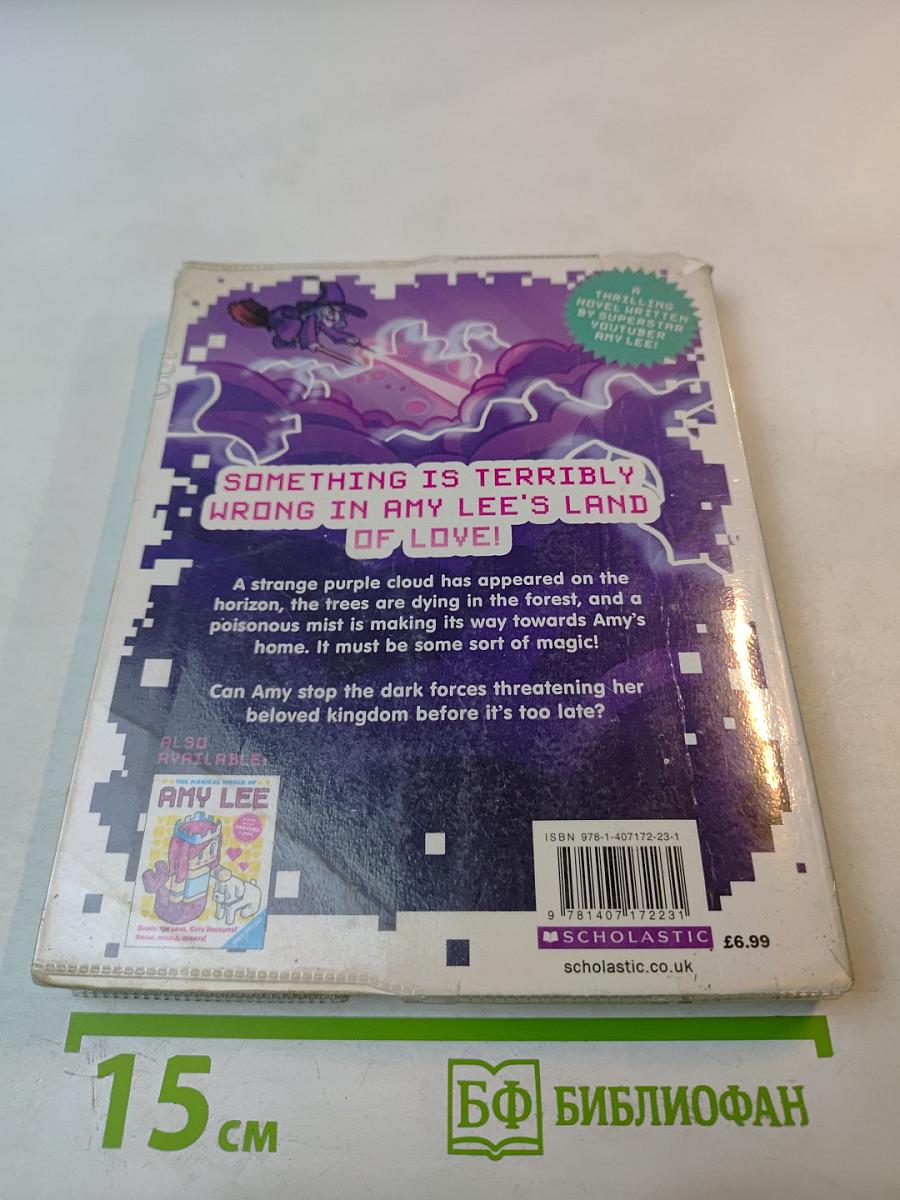 A
THRILLING
NOVEL WRITTEN
BY SUPERSTAR
YOUTUBER
AMY LEE!
SOMETHING IS TERRIBLY
WRONG IN AMY LEE'S LAND
OF LOVE!
A strange purple cloud has appeared on the
horizon, the trees are dying in the forest, and a
poisonous mist is making its way towards Amy's
home. It must be some sort of magic!
Can Amy stop the dark forces threatening her
beloved kingdom before it's too late?
ALSO
AVAILABLE:
THE MAGICAL WORLD OF
AMY LEE
ISBN 978-1-407172-23-1
9 781407 172231
SCHOLASTIC
£6.99
scholastic.co.uk
15 см
БФ БИБЛИОФАН